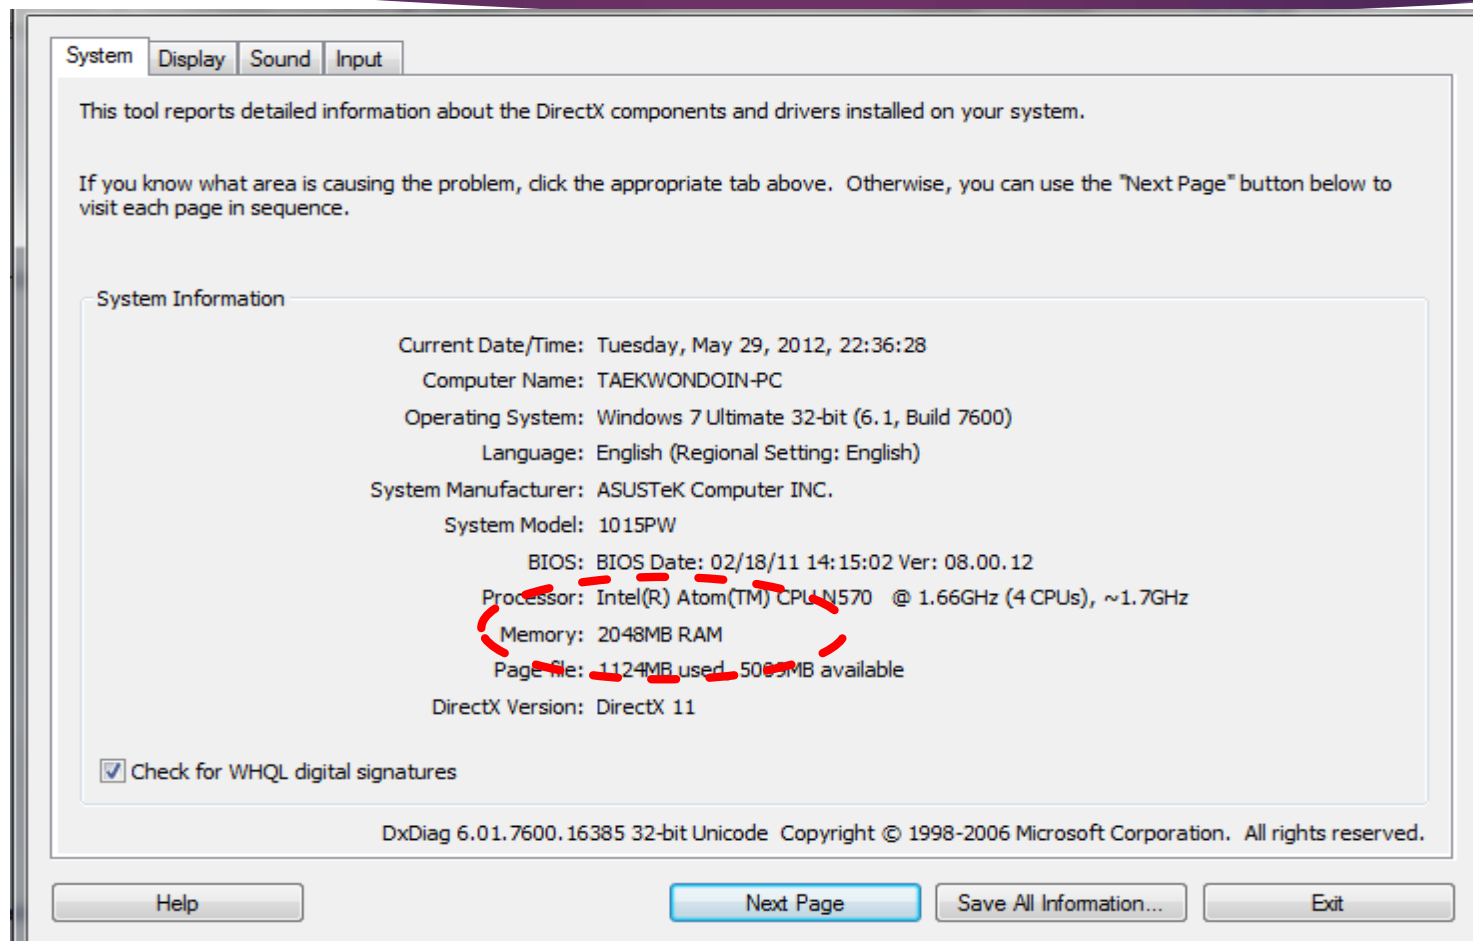 System Display Sound Input
This tool reports detailed information about the DirectX components and drivers installed on your system.
If you know what area is causing the problem, click the appropriate tab above. Otherwise, you can use the "Next Page" button below to
visit each page in sequence.
System Information
Current Date/Time: Tuesday, May 29, 2012, 22:36:28
Computer Name: TAEKWONDOIN-PC
Operating System: Windows 7 Ultimate 32-bit (6.1, Build 7600)
Language: English (Regional Setting: English)
System Manufacturer: ASUSTeK Computer INC.
System Model: 1015PW
BIOS: BIOS Date: 02/18/11 14:15:02 Ver: 08.00.12
Processor: Intel(R) Atom(TM) CPU N570 @ 1.66GHz (4 CPUs), ~1.7GHz
Memory: 2048MB RAM
Page file: 1124MB used, available
DirectX Version: DirectX 11
Check for WHQL digital signatures
DxDiag 6.01.7600.16385 32-bit Unicode Copyright © 1998-2006 Microsoft Corporation. All rights reserved.
Help Next Page Save All Information... Exit